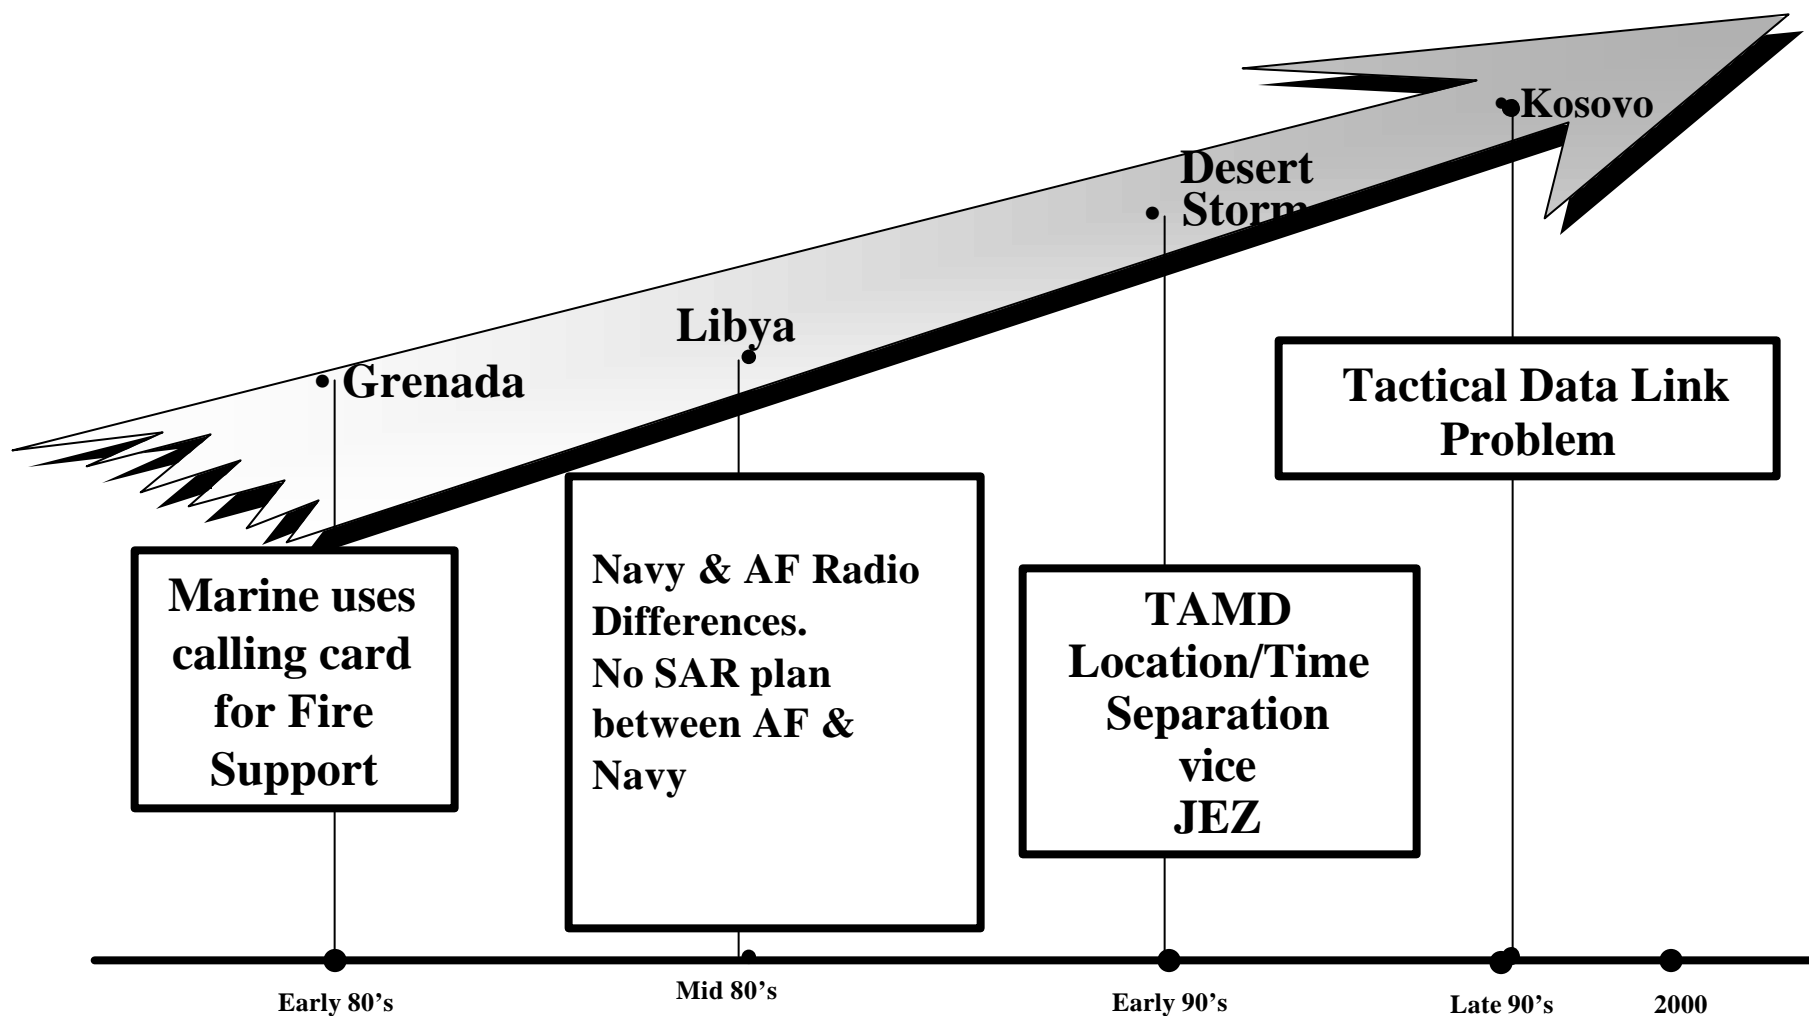 Kosovo
Desert
Storm
Libya
Grenada
Tactical Data Link
Problem
Marine uses
calling card
for Fire
Support
Navy & AF Radio
Differences.
No SAR plan
between AF &
Navy
TAMD
Location/Time
Separation
vice
JEZ
Early 80’s
Mid 80’s
Early 90’s
Late 90’s
2000